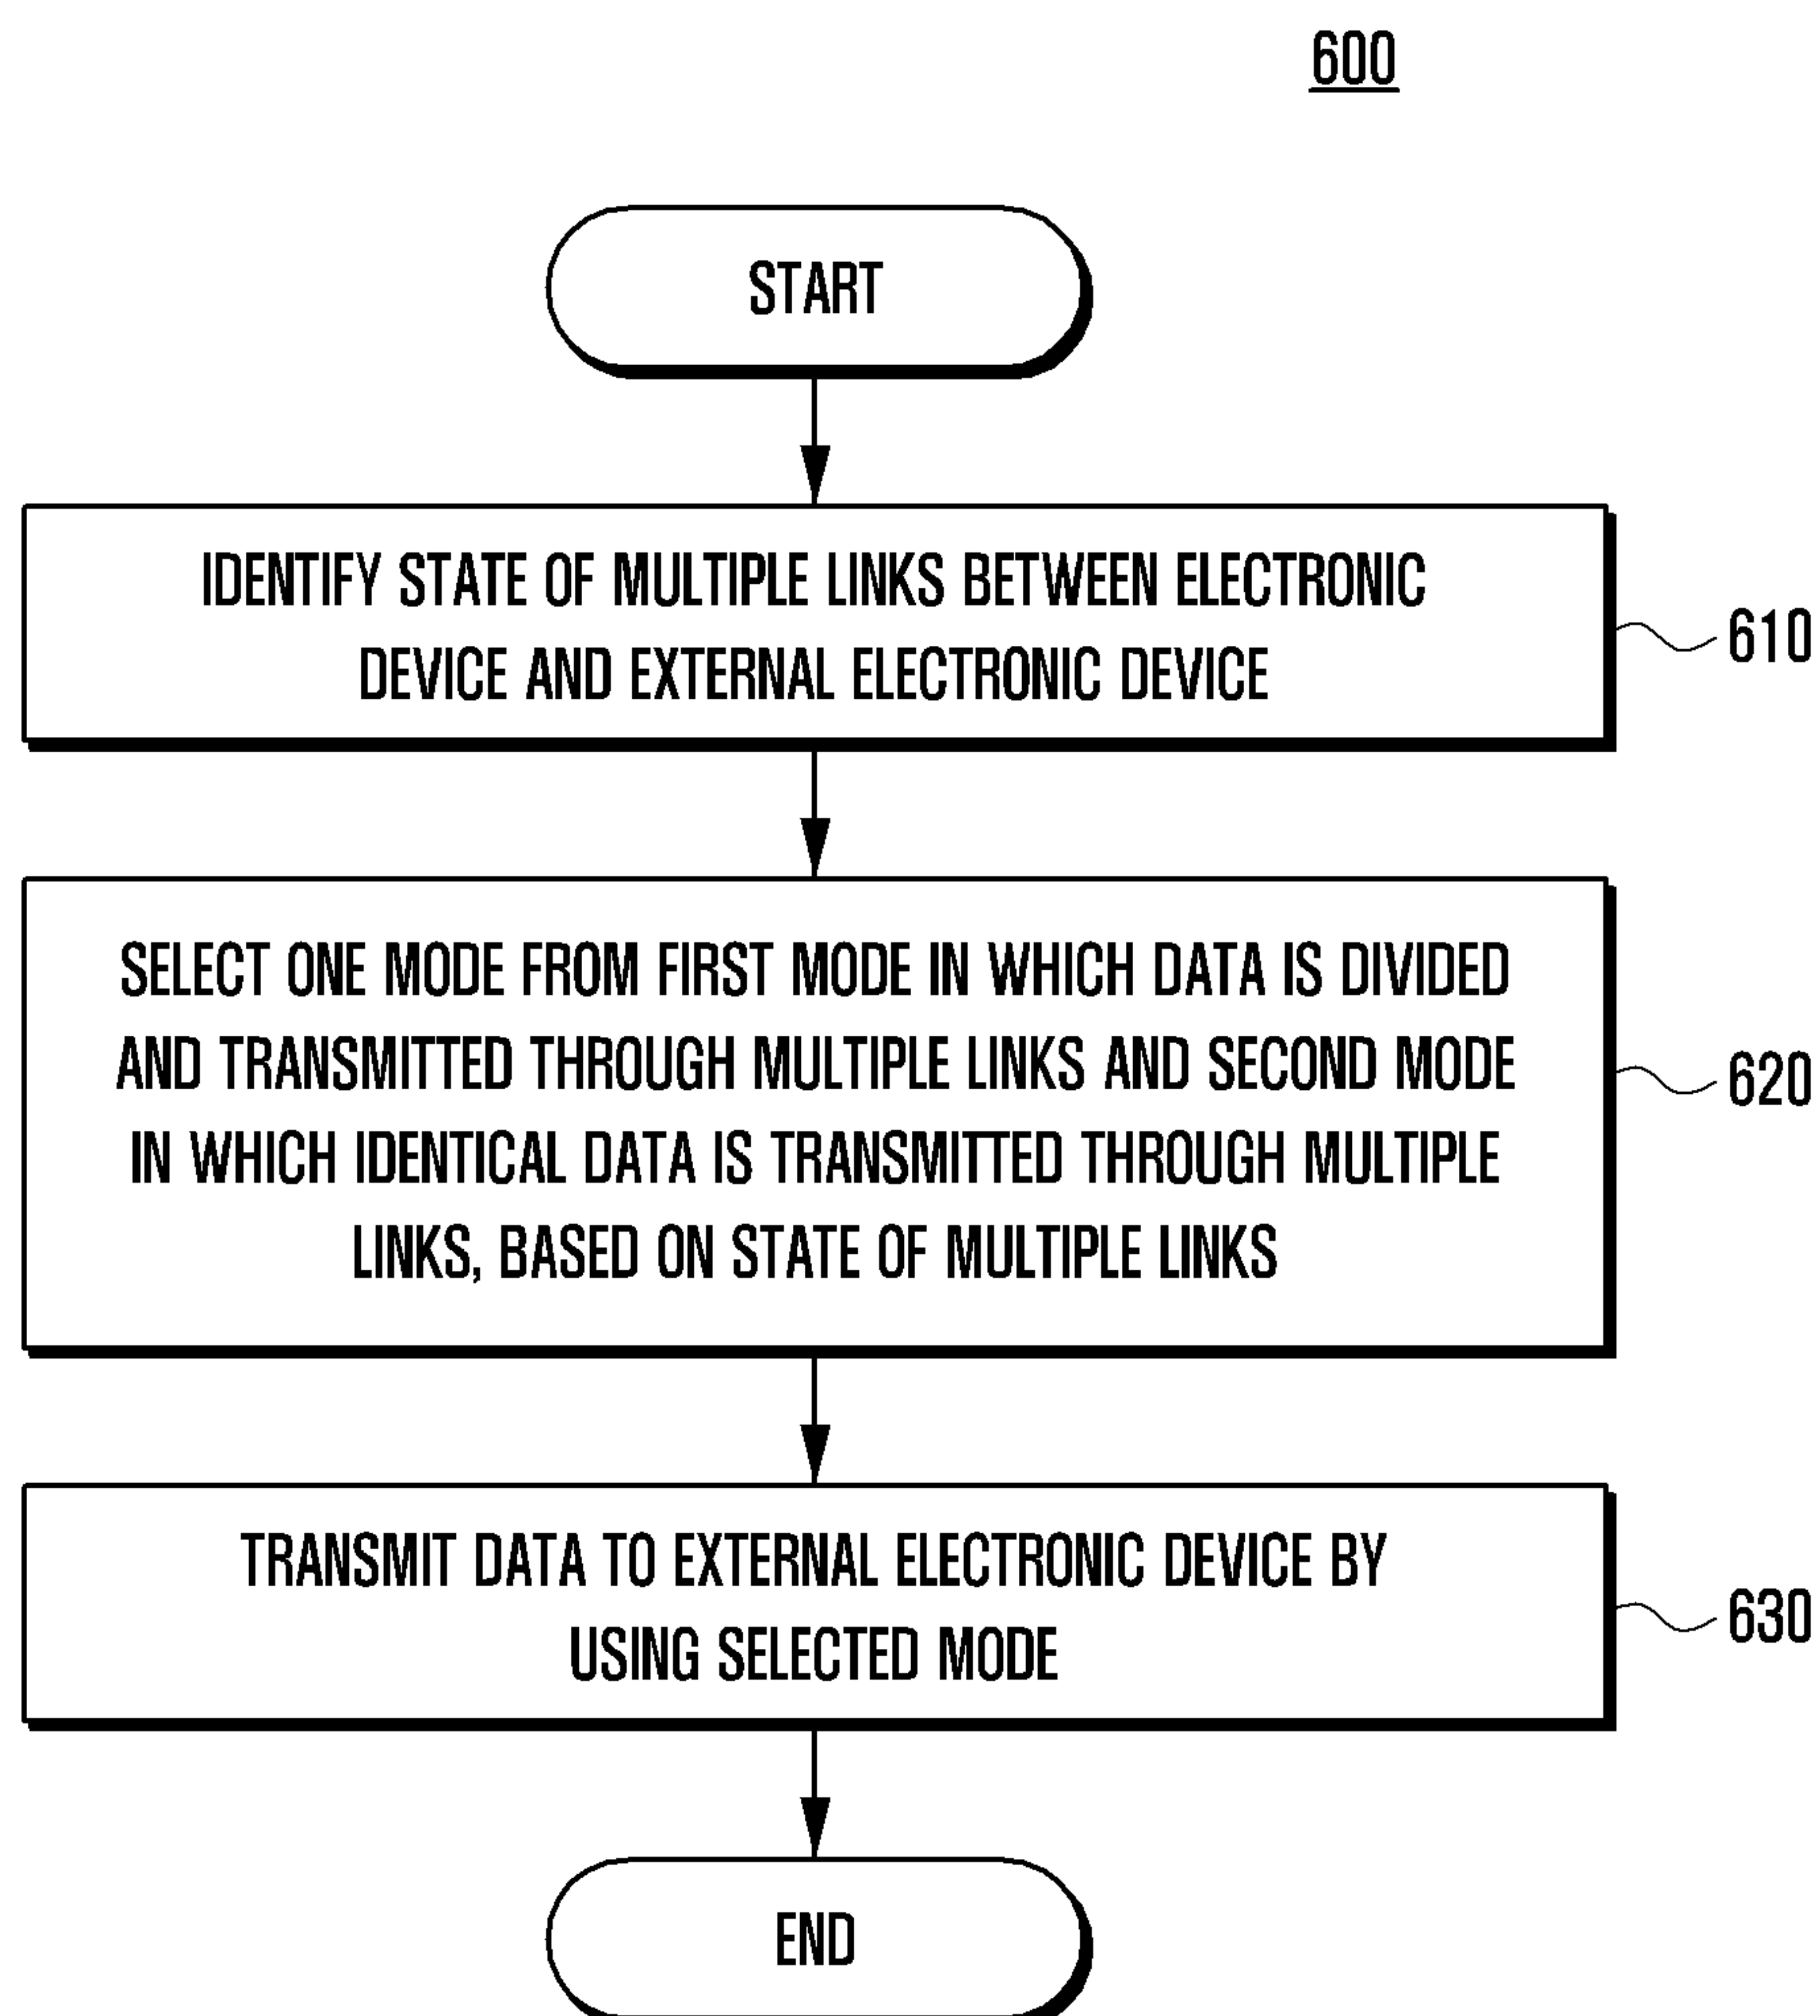 600
START
IDENTIFY STATE OF MULTIPLE LINKS BETWEEN ELECTRONIC
DEVICE AND EXTERNAL ELECTRONIC DEVICE
610
SELECT ONE MODE FROM FIRST MODE IN WHICH DATA IS DIVIDED
AND TRANSMITTED THROUGH MULTIPLE LINKS AND SECOND MODE
IN WHICH IDENTICAL DATA IS TRANSMITTED THROUGH MULTIPLE
LINKS, BASED ON STATE OF MULTIPLE LINKS
620
TRANSMIT DATA TO EXTERNAL ELECTRONIC DEVICE BY
USING SELECTED MODE
630
END